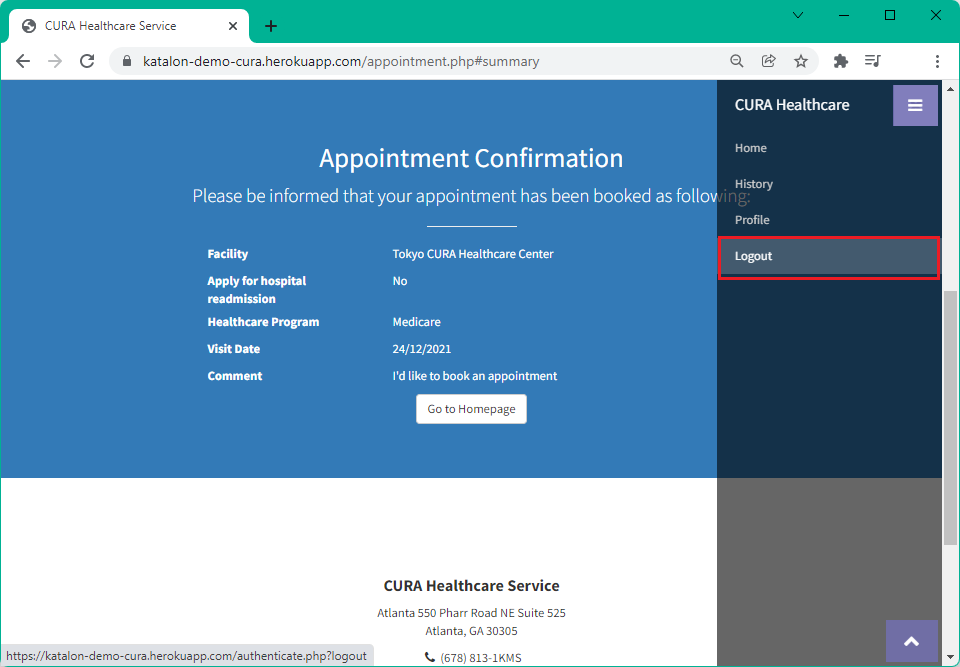 CURA Healthcare Service
katalon-demo-cura.herokuapp.com/appointment.php#summary
CURA Healthcare
Home
History
Profile
Logout
Appointment Confirmation
Please be informed that your appointment has been booked as following:
Facility Tokyo CURA Healthcare Center
Apply for hospital No
readmission
Healthcare Program Medicare
Visit Date 24/12/2021
Comment I'd like to book an appointment
Go to Homepage
CURA Healthcare Service
Atlanta 550 Pharr Road NE Suite 525
Atlanta, GA 30305
(678) 813-1KMS
https://katalon-demo-cura.herokuapp.com/authenticate.php?logout